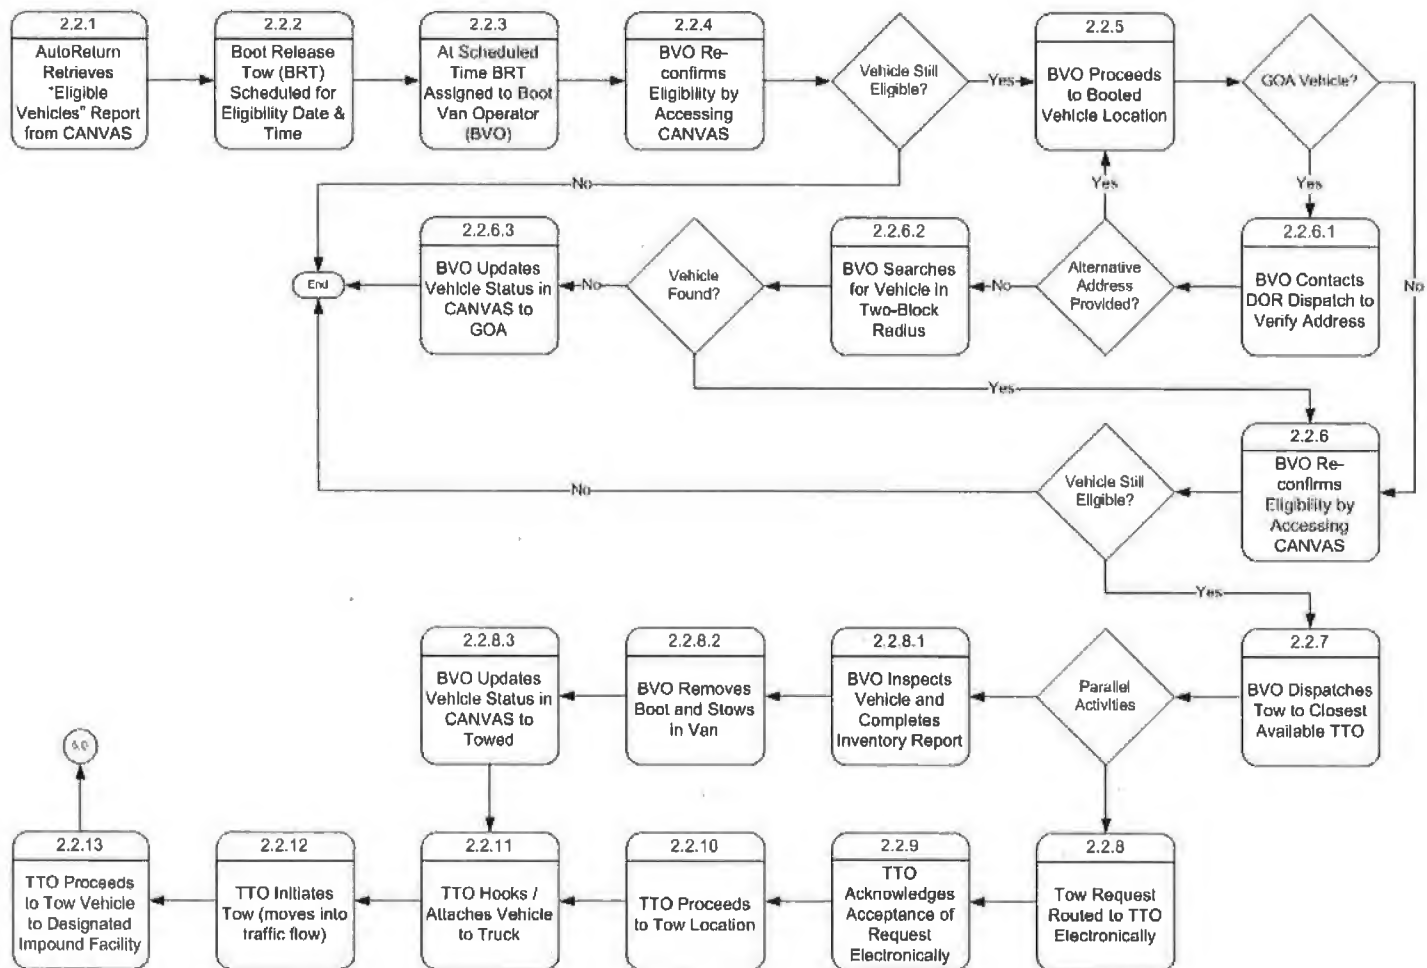 2.2.1
AutoReturn
Retrieves
"Eligible
Vehicles" Report
from CANVAS
2.2.2
Boot Release
Tow (BRT)
Scheduled for
Eligibility Date &
Time
2.2.3
At Scheduled
Time BRT
Assigned to Boot
Van Operator
(BVO)
2.2.4
BVO Re-
confirms
Eligibility by
Accessing
CANVAS
Vehicle Still
Eligible?
Yes
2.2.5
BVO Proceeds
to Booted
Vehicle Location
GOA Vehicle?
No
Yes
Yes
No
2.2.6.3
BVO Updates
Vehicle Status in
CANVAS to
GOA
End
No
Vehicle
Found?
2.2.6.2
BVO Searches
for Vehicle in
Two-Block
Radius
No
Alternative
Address
Provided?
2.2.6.1
BVO Contacts
DOR Dispatch to
Verify Address
Yes
2.2.6
BVO Re-
confirms
Eligibility by
Accessing
CANVAS
Vehicle Still
Eligible?
No
Yes
2.2.8.3
BVO Updates
Vehicle Status in
CANVAS to
Towed
2.2.8.2
BVO Removes
Boot and Stows
in Van
2.2.8.1
BVO Inspects
Vehicle and
Completes
Inventory Report
Parallel
Activities
2.2.7
BVO Dispatches
Tow to Closest
Available TTO
2.2.13
TTO Proceeds
to Tow Vehicle
to Designated
Impound Facility
2.2.12
TTO Initiates
Tow (moves into
traffic flow)
2.2.11
TTO Hooks /
Attaches Vehicle
to Truck
2.2.10
TTO Proceeds
to Tow Location
2.2.9
TTO
Acknowledges
Acceptance of
Request
Electronically
2.2.8
Tow Request
Routed to TTO
Electronically